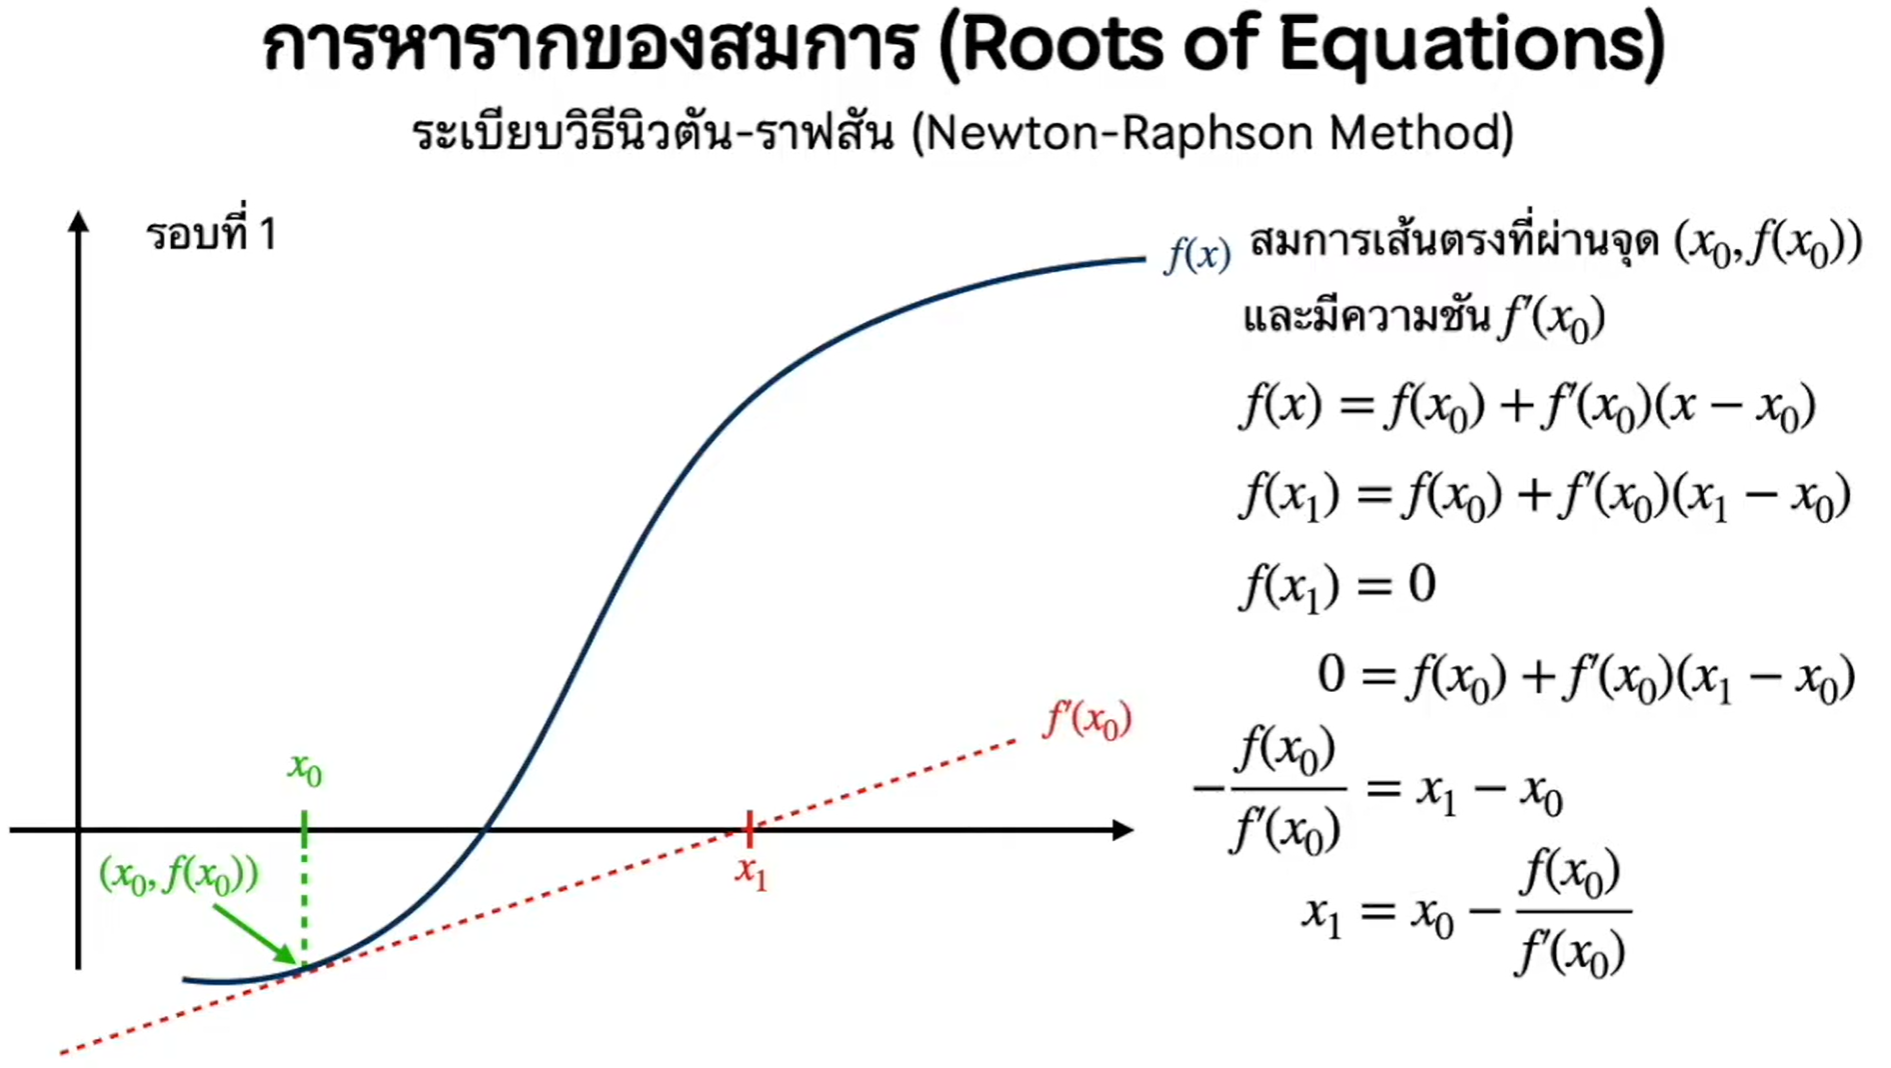 การหารากของสมการ (Roots of Equations)
ระเบียบวิธีนิวตัน-ราฟสัน (Newton-Raphson Method)
รอบที่ 1
f(x)
สมการเส้นตรงที่ผ่านจุด (x₀, f(x₀))
และมีความชัน f′(x₀)
f(x) = f(x₀) + f′(x₀)(x − x₀)
f(x₁) = f(x₀) + f′(x₀)(x₁ − x₀)
f(x₁) = 0
0 = f(x₀) + f′(x₀)(x₁ − x₀)
−f(x₀)/f′(x₀) = x₁ − x₀
x₁ = x₀ − f(x₀)/f′(x₀)
f′(x₀)
x₀
x₁
(x₀, f(x₀))